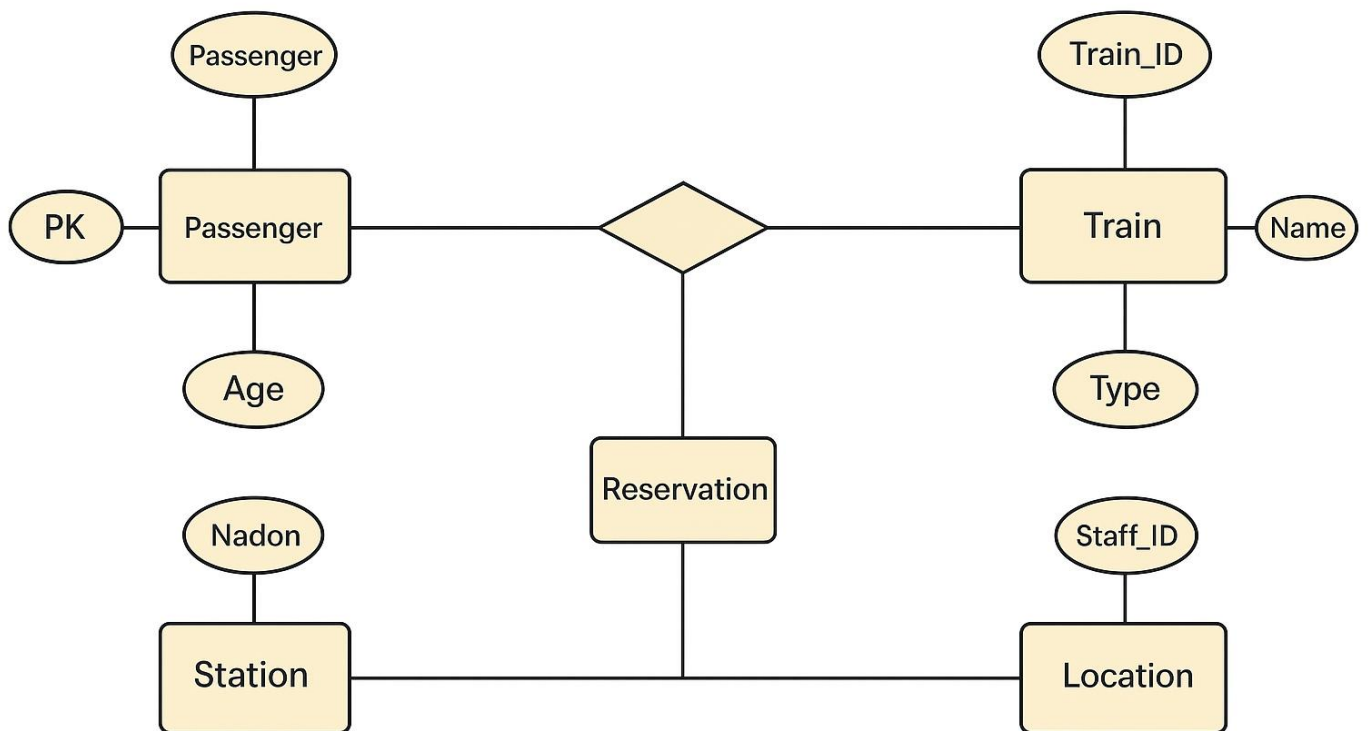 Passenger
Train_ID
PK
Passenger
Train
Name
Age
Type
Reservation
Nadon
Staff_ID
Station
Location